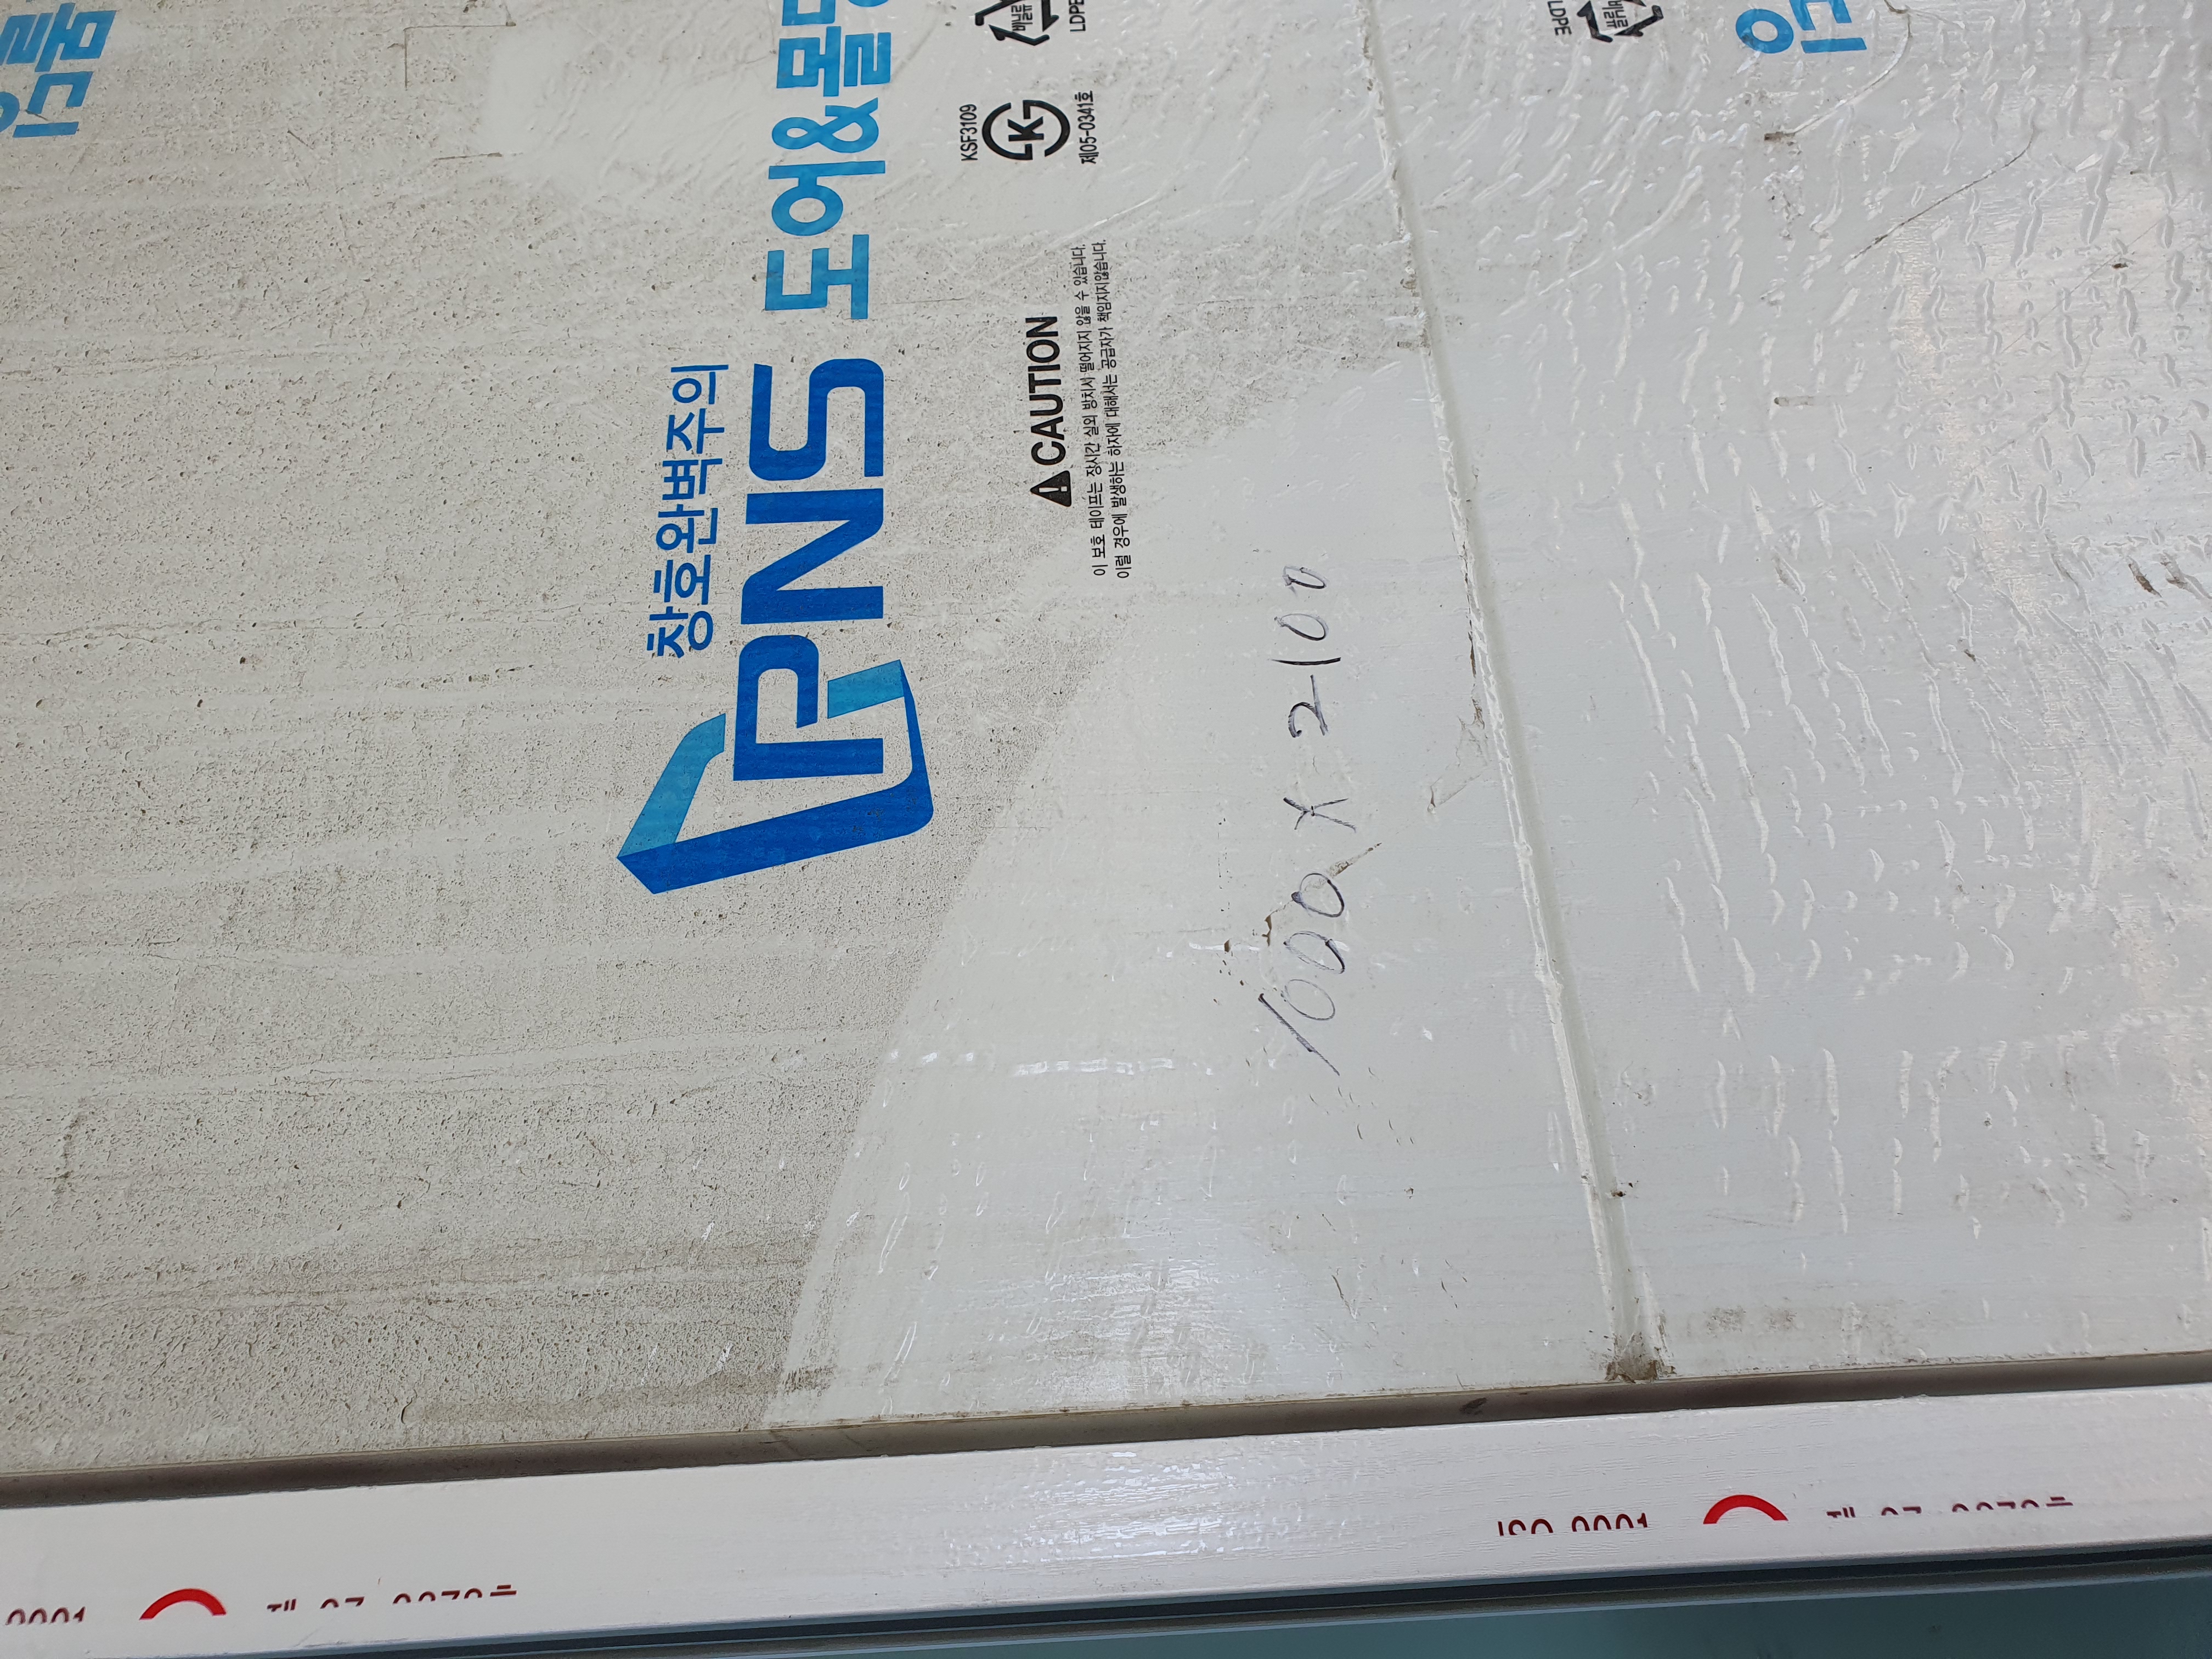 창호완벽주의
PNS 도어&몰딩
KSF3109
K
제05-0341호
LDPE
⚠ CAUTION
이 보호 테이프는 장시간 실외 방치시 떨어지지 않을 수 있습니다.
이럴 경우에 발생하는 하자에 대해서는 공급자가 책임지지않습니다.
1000 X 2100
LDPE
ISO 9001